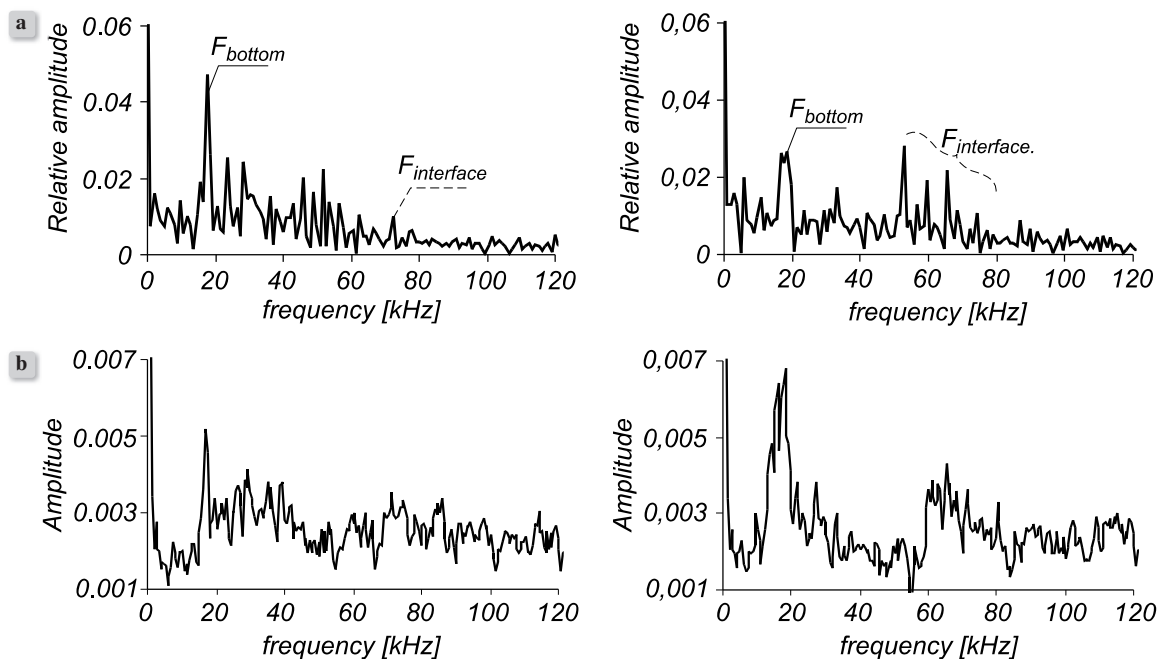 a
Relative amplitude
0.06
0.04
0.02
0
F bottom
F interface
0 20 40 60 80 100 120
frequency [kHz]
Relative amplitude
0,06
0,04
0,02
0
F bottom
F interface.
0 20 40 60 80 100 120
frequency [kHz]
b
Amplitude
0.007
0.005
0.003
0.001
0 20 40 60 80 100 120
frequency [kHz]
Amplitude
0,007
0,005
0,003
0,001
0 20 40 60 80 100 120
frequency [kHz]